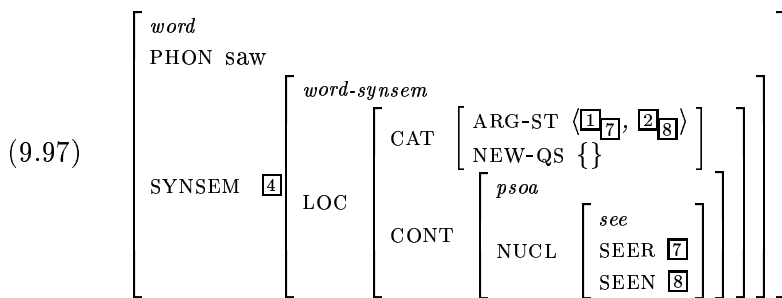 word
PHON saw
word-synsem
ARG-ST ⟨1 7, 2 8⟩
CAT
NEW-QS {}
(9.97)
SYNSEM 4
LOC
psoa
see
CONT
NUCL SEER 7
SEEN 8